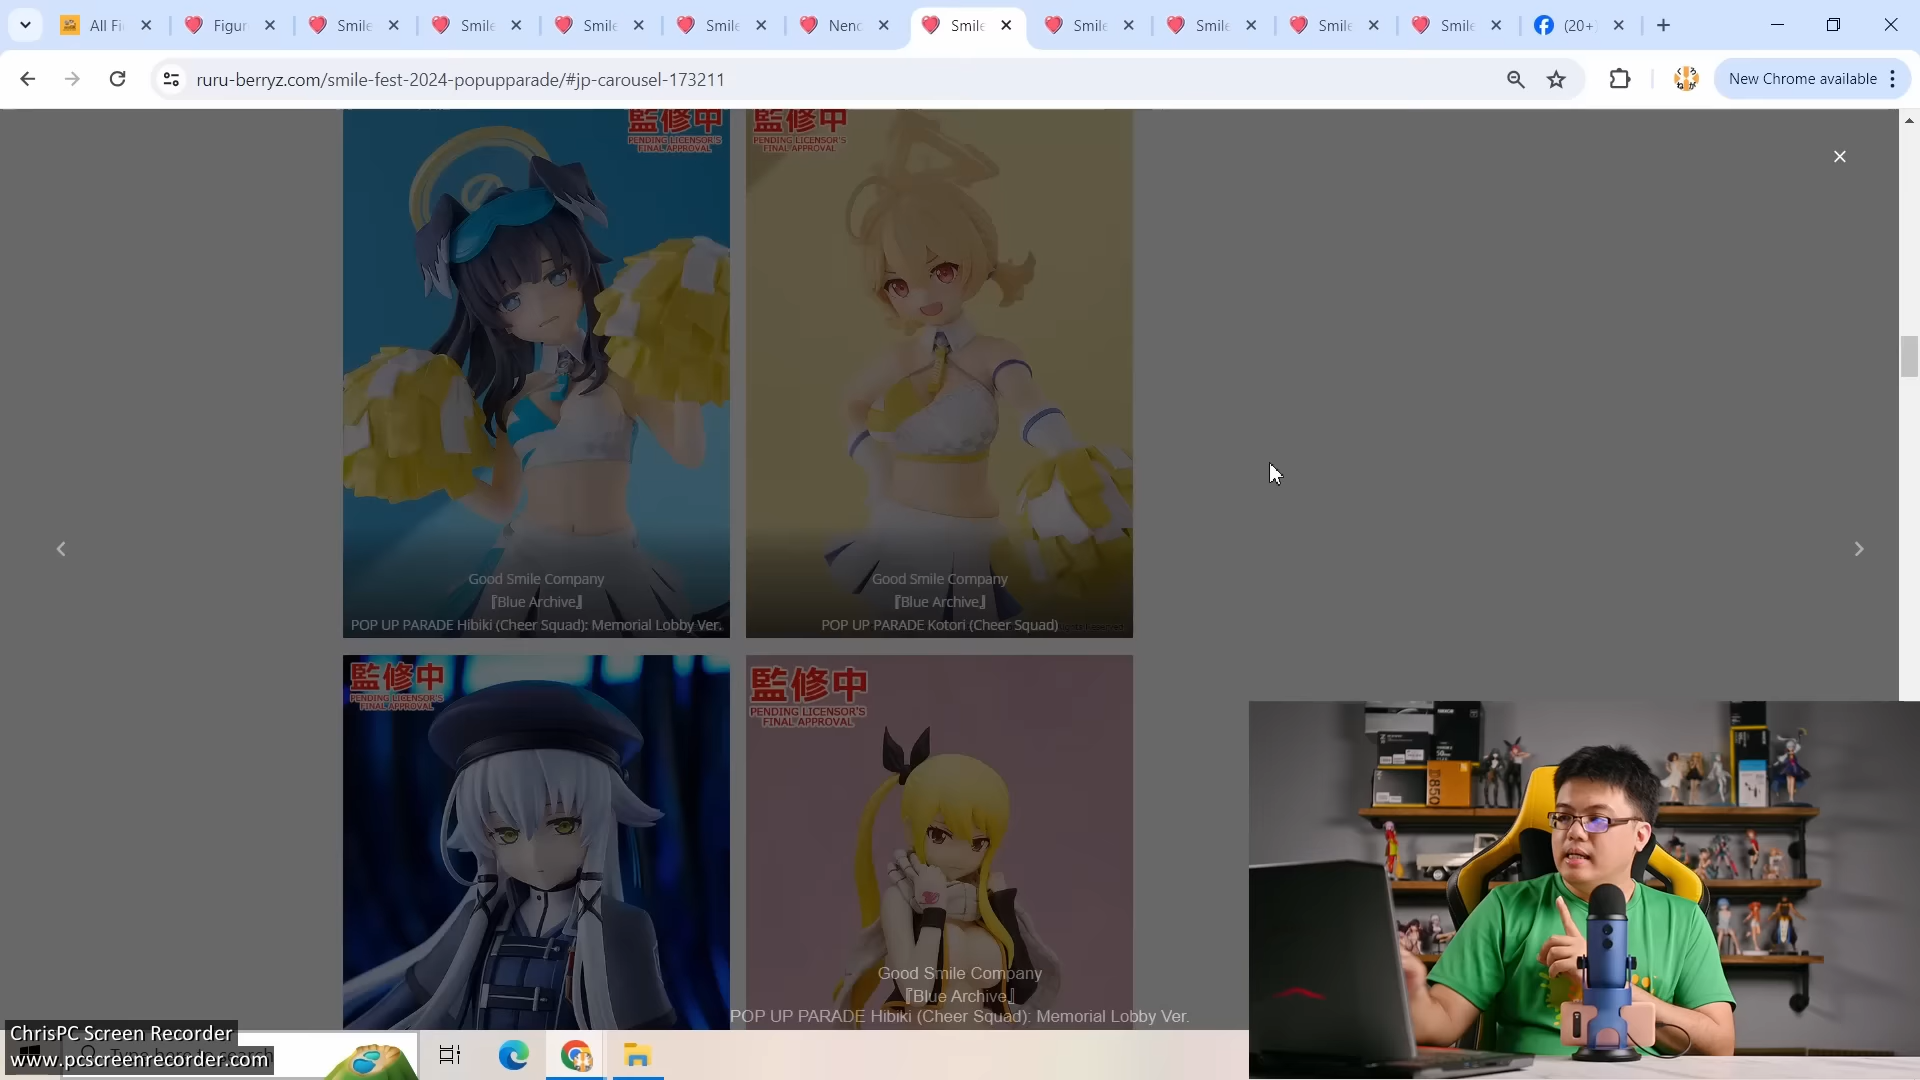 All Fi
Figur
Smile
Smile
Smile
Smile
Nend
Smile
Smile
Smile
Smile
Smile
(20+
ruru-berryz.com/smile-fest-2024-popupparade/#jp-carousel-173211
New Chrome available
監修中
PENDING LICENSOR'S
FINAL APPROVAL
監修中
PENDING LICENSOR'S
FINAL APPROVAL
Good Smile Company
『Blue Archive』
POP UP PARADE Hibiki (Cheer Squad): Memorial Lobby Ver.
Good Smile Company
『Blue Archive』
POP UP PARADE Kotori (Cheer Squad)
監修中
PENDING LICENSOR'S
FINAL APPROVAL
監修中
PENDING LICENSOR'S
FINAL APPROVAL
Good Smile Company
『Blue Archive』
POP UP PARADE Hibiki (Cheer Squad): Memorial Lobby Ver.
D850
ChrisPC Screen Recorder
www.pcscreenrecorder.com